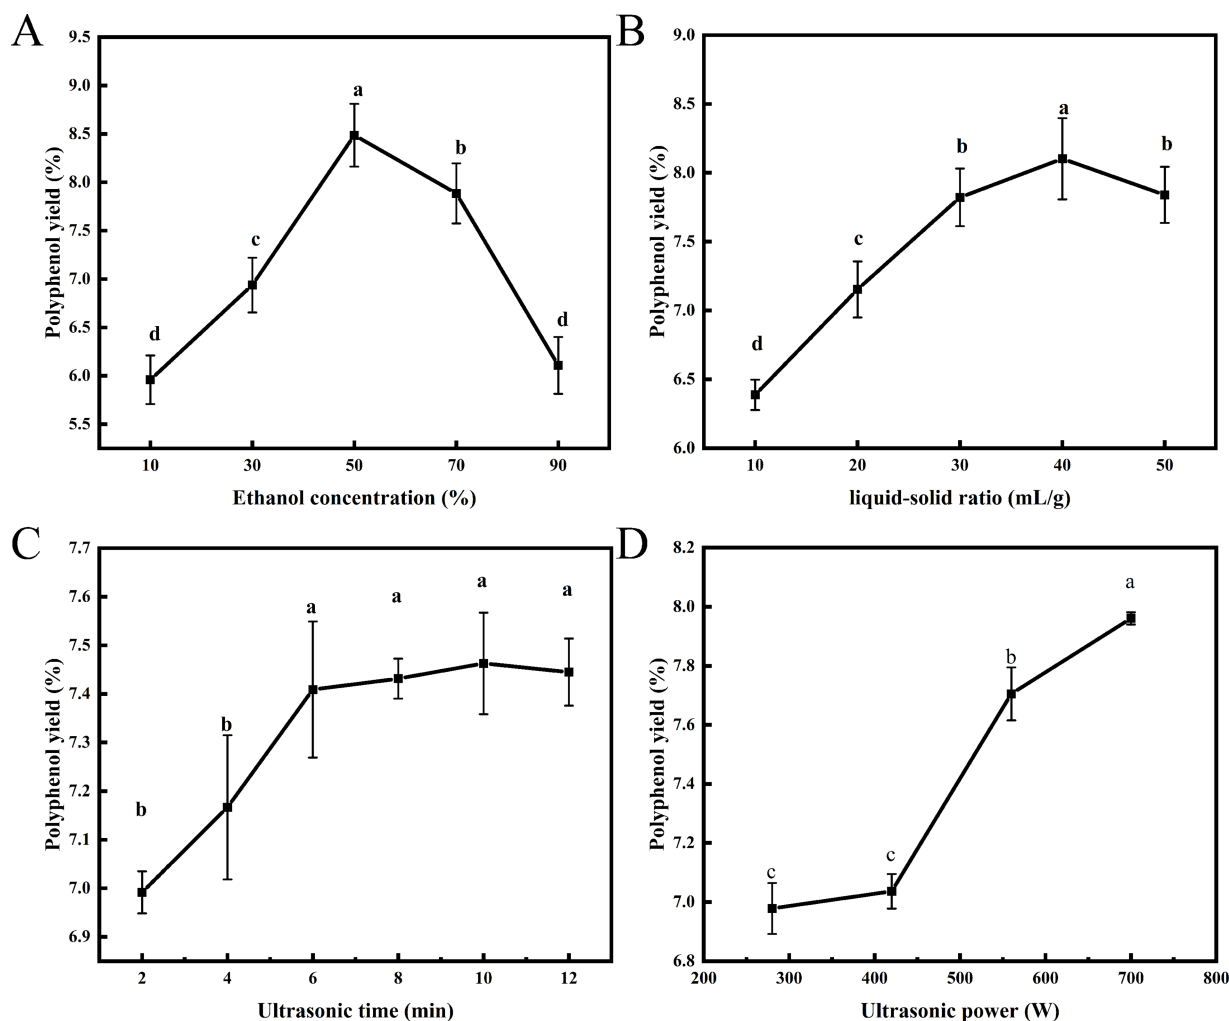 A
Polyphenol yield (%)
9.5
9.0
8.5
8.0
7.5
7.0
6.5
6.0
5.5
d
c
a
b
d
10 30 50 70 90
Ethanol concentration (%)
B
Polyphenol yield (%)
9.0
8.5
8.0
7.5
7.0
6.5
6.0
d
c
b
a
b
10 20 30 40 50
liquid-solid ratio (mL/g)
C
Polyphenol yield (%)
7.7
7.6
7.5
7.4
7.3
7.2
7.1
7.0
6.9
b
b
a
a
a
a
2 4 6 8 10 12
Ultrasonic time (min)
D
Polyphenol yield (%)
8.2
8.0
7.8
7.6
7.4
7.2
7.0
6.8
c
c
b
a
200 300 400 500 600 700 800
Ultrasonic power (W)